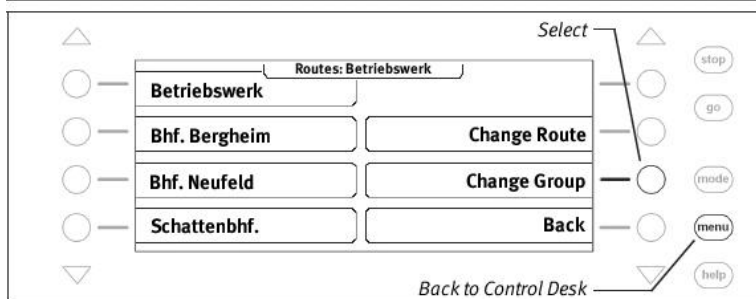 Select
stop
Routes: Betriebswerk
Betriebswerk
go
Bhf. Bergheim
Change Route
Bhf. Neufeld
Change Group
mode
Schattenbhf.
Back
menu
Back to Control Desk
help